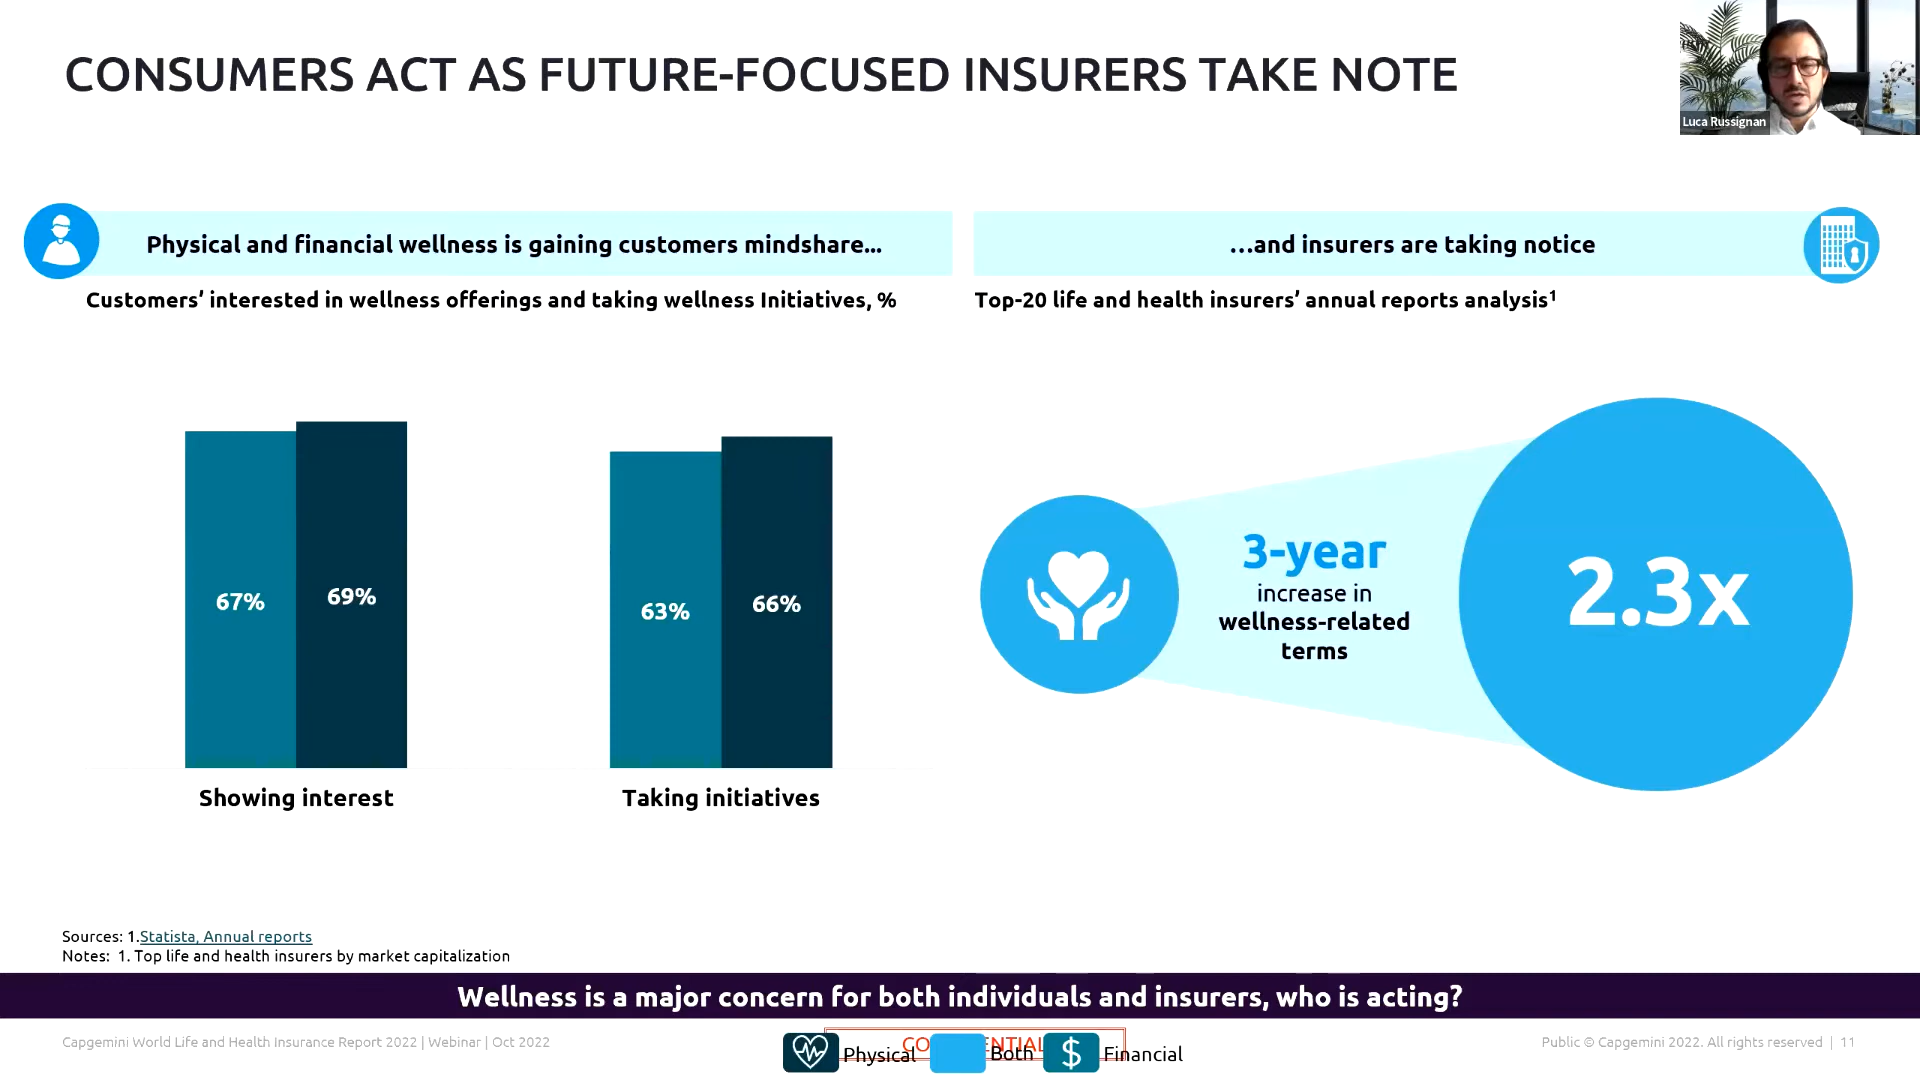 CONSUMERS ACT AS FUTURE-FOCUSED INSURERS TAKE NOTE
Luca Russignan
Physical and financial wellness is gaining customers mindshare...
Customers’ interested in wellness offerings and taking wellness Initiatives, %
67%
69%
63%
66%
Showing interest
Taking initiatives
...and insurers are taking notice
Top-20 life and health insurers’ annual reports analysis¹
3-year
increase in
wellness-related
terms
2.3x
Sources: 1.Statista, Annual reports
Notes: 1. Top life and health insurers by market capitalization
Wellness is a major concern for both individuals and insurers, who is acting?
Capgemini World Life and Health Insurance Report 2022 | Webinar | Oct 2022
Physical
Both
$
Financial
Public © Capgemini 2022. All rights reserved | 11